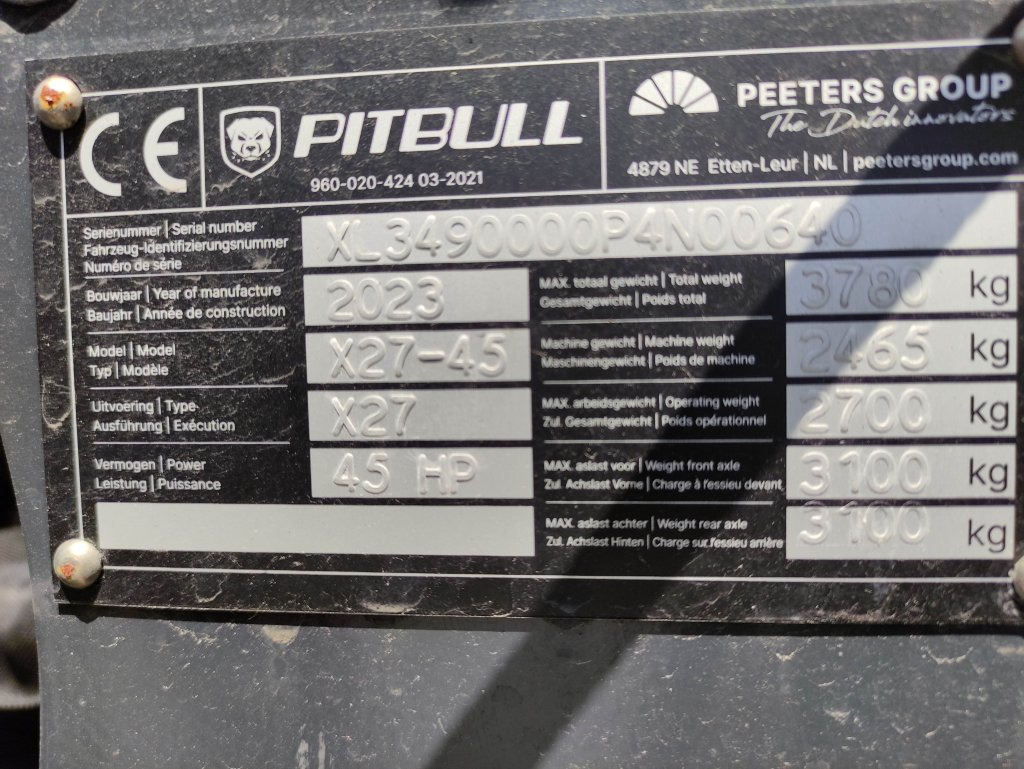 CE
PITBULL
960-020-424 03-2021
PEETERS GROUP
The Dutch innovators
4879 NE Etten-Leur | NL | peetersgroup.com
Serienummer | Serial number
Fahrzeug-Identifizierungsnummer
Numéro de série
XL3490000P4N00640
Bouwjaar | Year of manufacture
Baujahr | Année de construction
2023
Model | Model
Typ | Modèle
X27-45
Uitvoering | Type
Ausführung | Exécution
X27
Vermogen | Power
Leistung | Puissance
45 HP
MAX. totaal gewicht | Total weight
Gesamtgewicht | Poids total
3780 kg
Machine gewicht | Machine weight
Maschinengewicht | Poids de machine
2465 kg
MAX. arbeidsgewicht | Operating weight
Zul. Gesamtgewicht | Poids opérationnel
2700 kg
MAX. aslast voor | Weight front axle
Zul. Achslast Vorne | Charge à l'essieu devant
3100 kg
MAX. aslast achter | Weight rear axle
Zul. Achslast Hinten | Charge sur l'essieu arrière
3100 kg